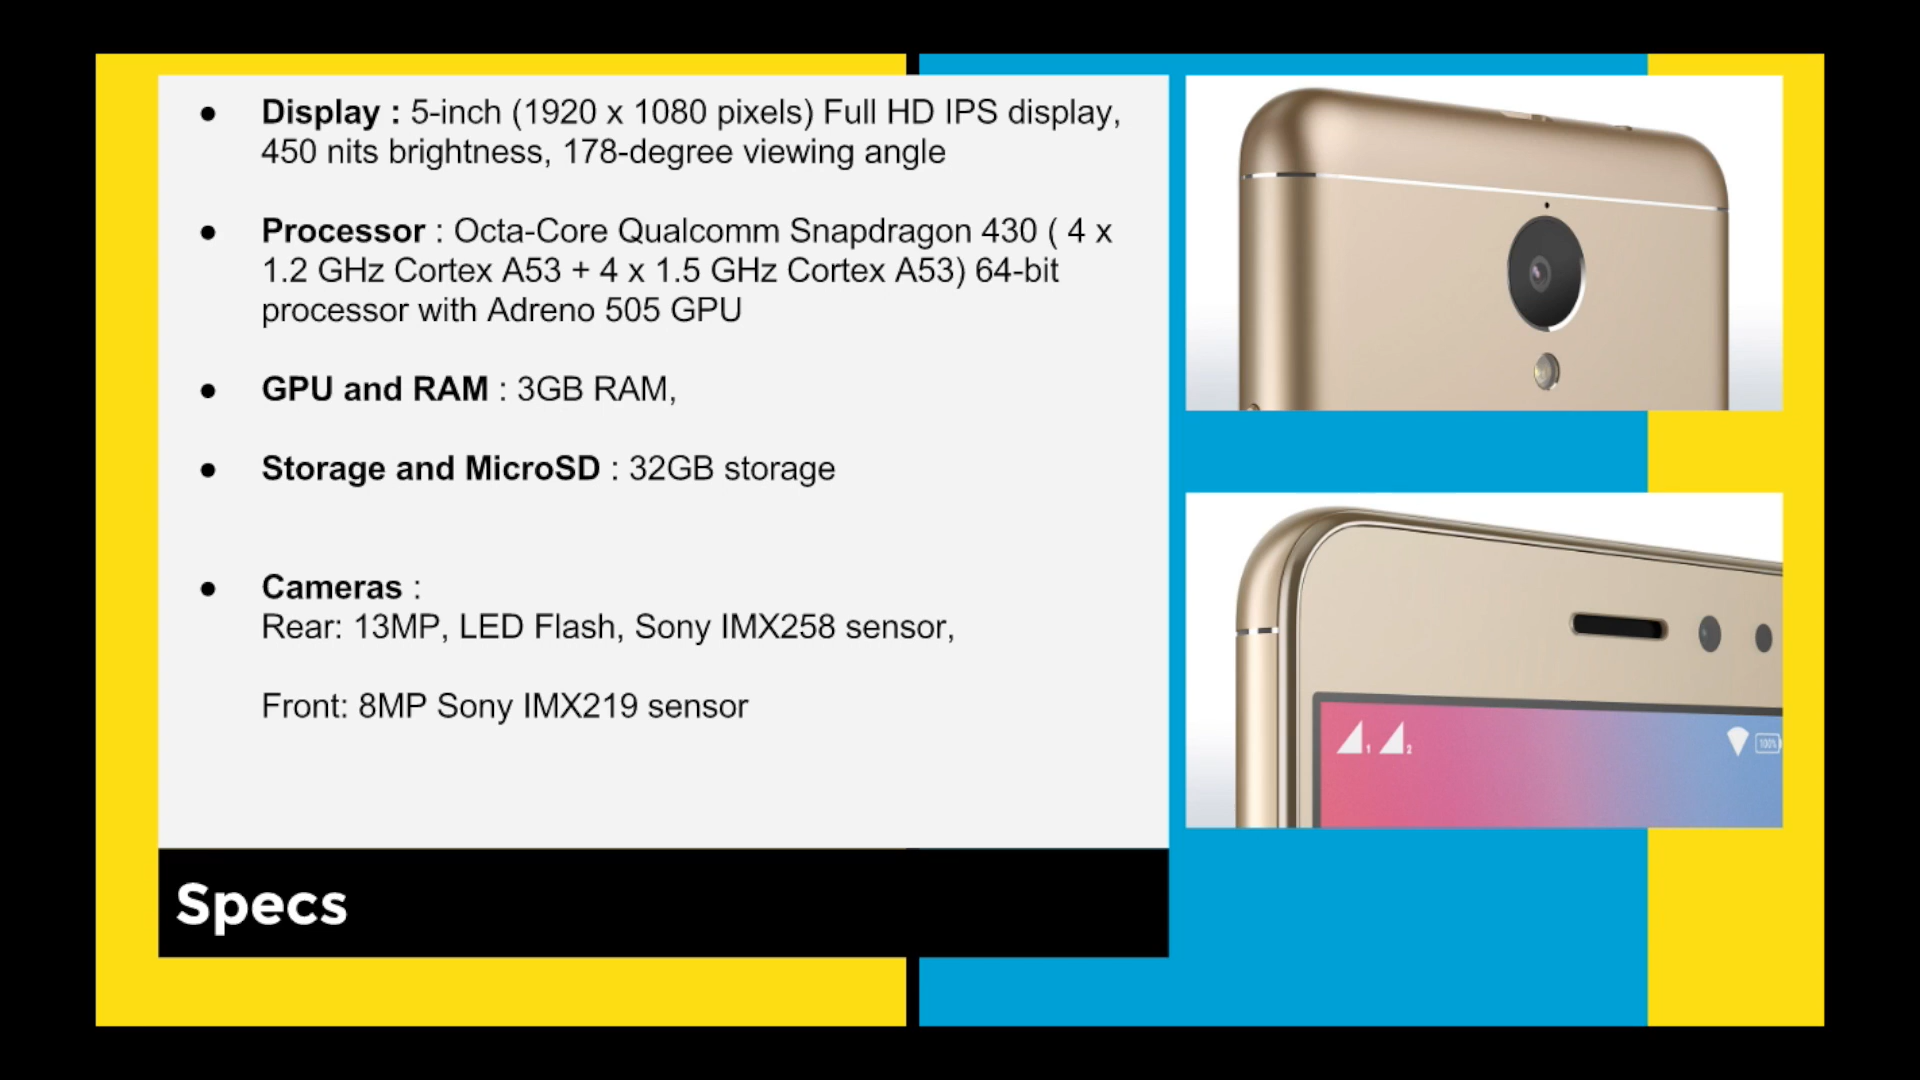 ● Display : 5-inch (1920 x 1080 pixels) Full HD IPS display,
450 nits brightness, 178-degree viewing angle
● Processor : Octa-Core Qualcomm Snapdragon 430 ( 4 x
1.2 GHz Cortex A53 + 4 x 1.5 GHz Cortex A53) 64-bit
processor with Adreno 505 GPU
● GPU and RAM : 3GB RAM,
● Storage and MicroSD : 32GB storage
● Cameras :
Rear: 13MP, LED Flash, Sony IMX258 sensor,
Front: 8MP Sony IMX219 sensor
Specs
1 2 100%